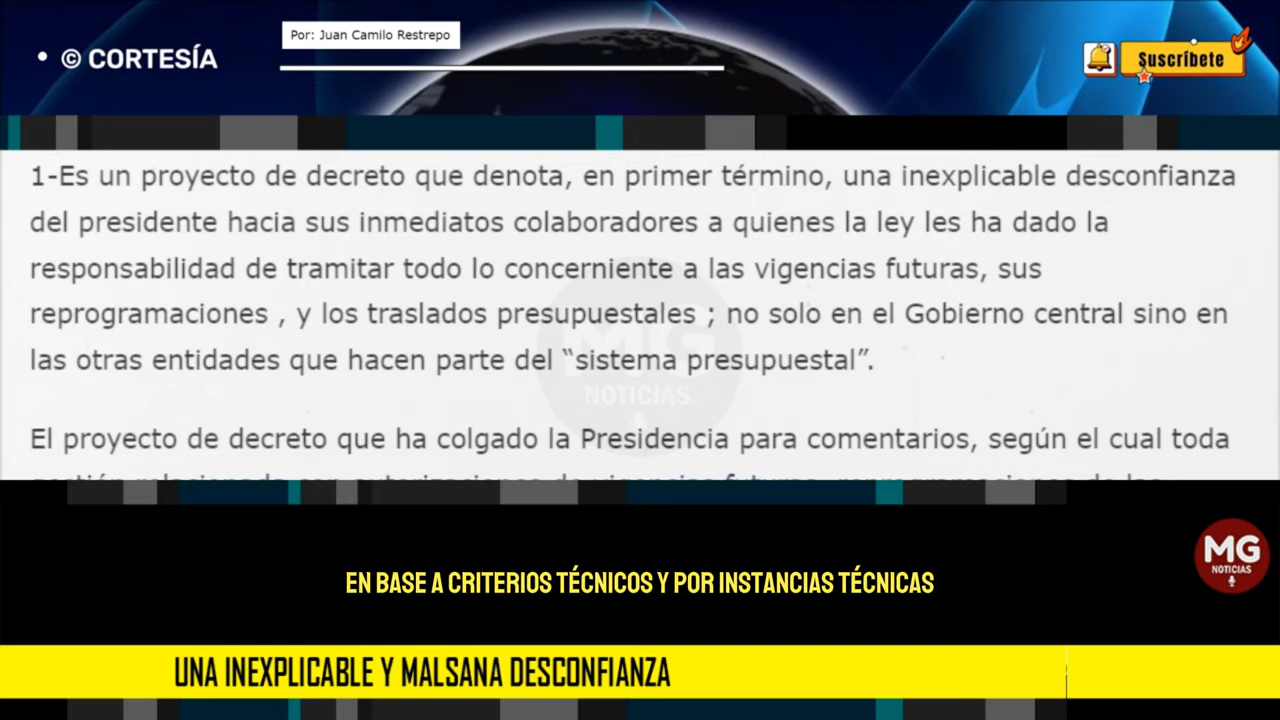 • © CORTESÍA
Por: Juan Camilo Restrepo
Suscríbete
1-Es un proyecto de decreto que denota, en primer término, una inexplicable desconfianza
del presidente hacia sus inmediatos colaboradores a quienes la ley les ha dado la
responsabilidad de tramitar todo lo concerniente a las vigencias futuras, sus
reprogramaciones , y los traslados presupuestales ; no solo en el Gobierno central sino en
las otras entidades que hacen parte del “sistema presupuestal”.
MG
NOTICIAS
El proyecto de decreto que ha colgado la Presidencia para comentarios, según el cual toda
EN BASE A CRITERIOS TÉCNICOS Y POR INSTANCIAS TÉCNICAS
MG
NOTICIAS
UNA INEXPLICABLE Y MALSANA DESCONFIANZA